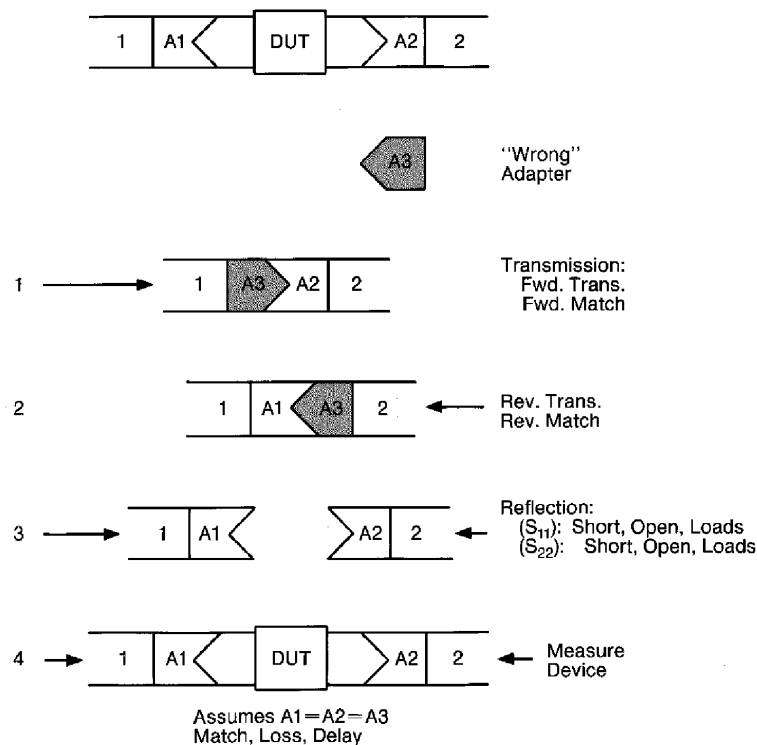 1 A1 DUT A2 2
A3
"Wrong"
Adapter
1
1 A3 A2 2
Transmission:
Fwd. Trans.
Fwd. Match
2
1 A1 A3 2
Rev. Trans.
Rev. Match
3
1 A1 A2 2
Reflection:
(S₁₁): Short, Open, Loads
(S₂₂): Short, Open, Loads
4
1 A1 DUT A2 2
Measure
Device
Assumes A1=A2=A3
Match, Loss, Delay